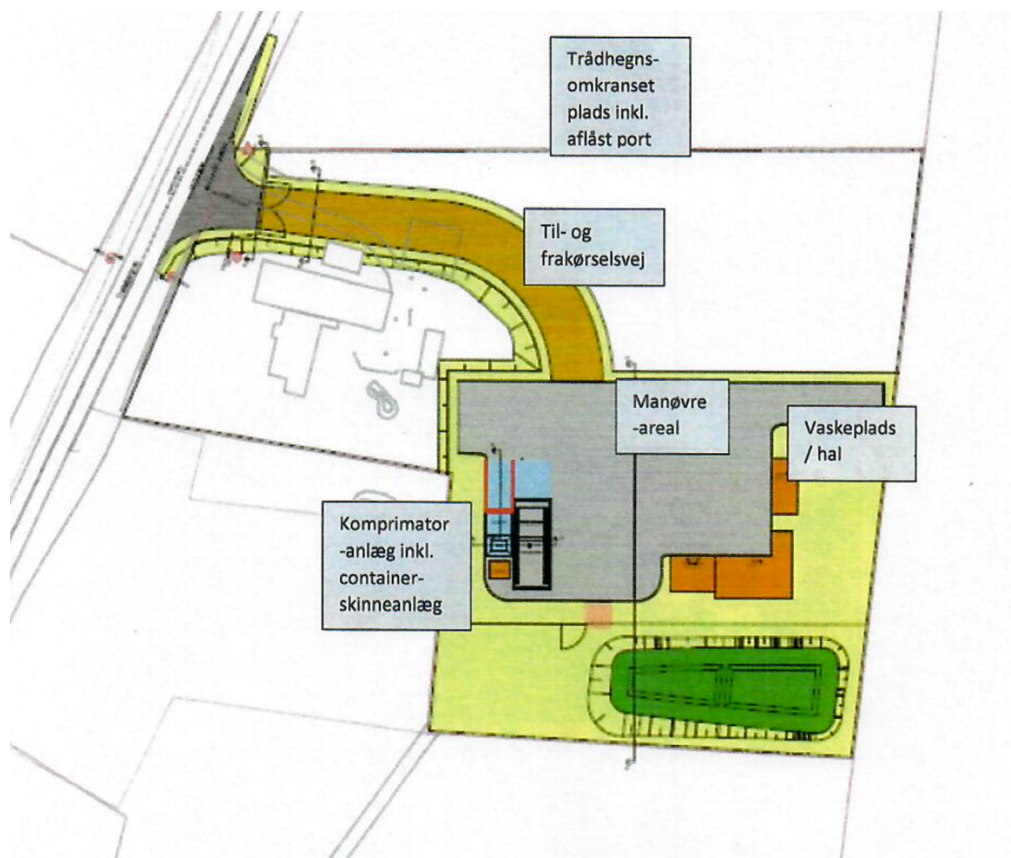 Trådhegns-
omkranset
plads inkl.
aflåst port
Til- og
frakørselsvej
Manøvre
-areal
Vaskeplads
/ hal
Komprimator
-anlæg inkl.
container-
skinneanlæg